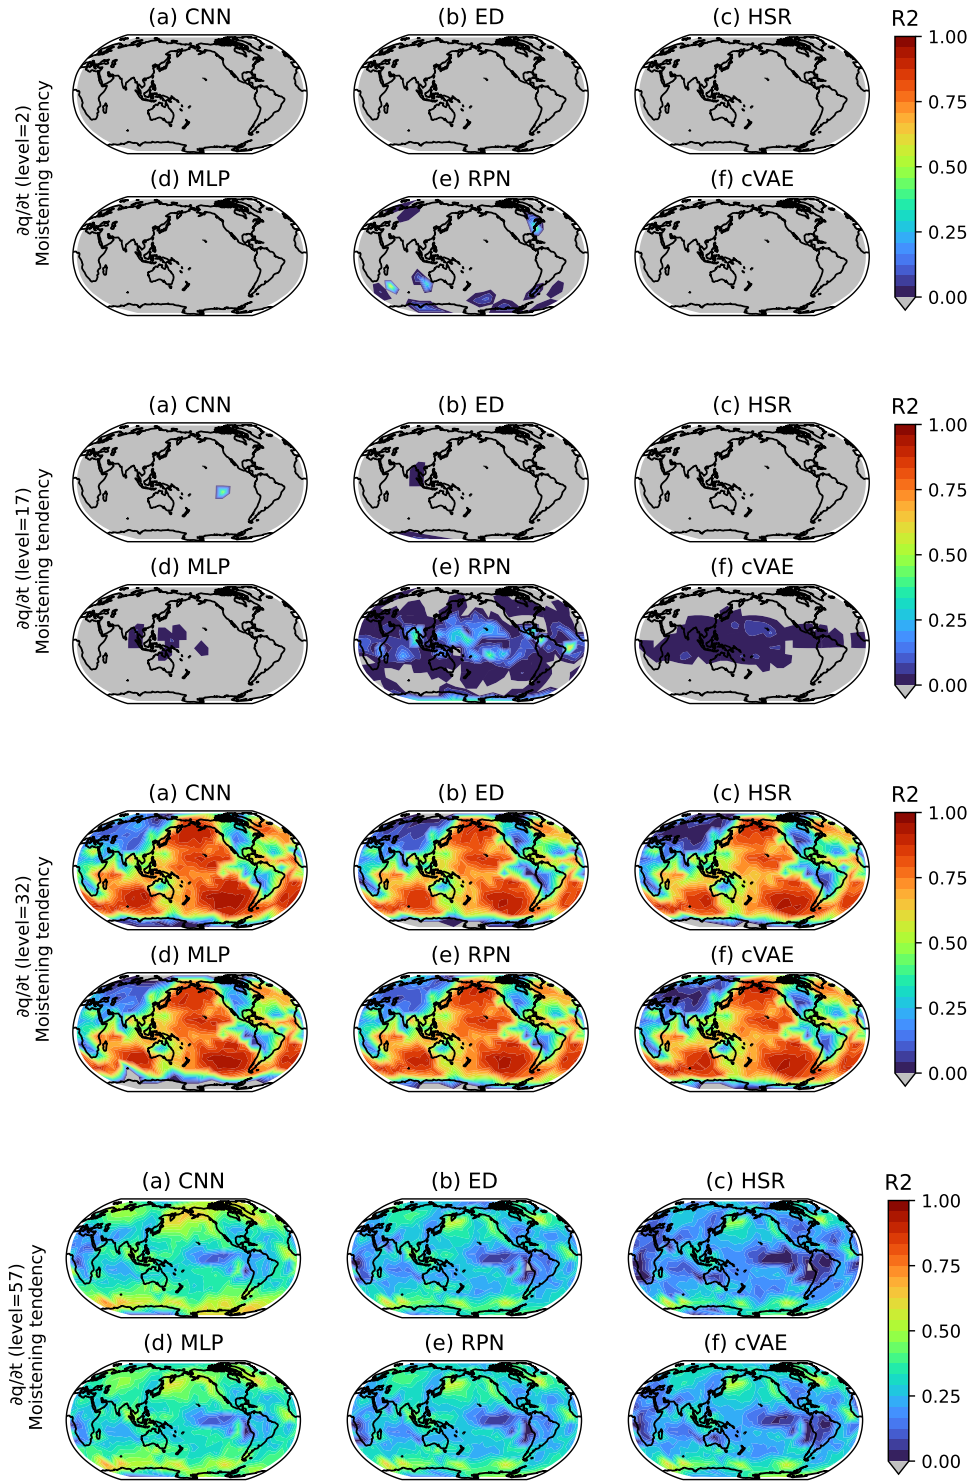 (a) CNN
(b) ED
(c) HSR
R2
1.00
0.75
0.50
0.25
0.00
(d) MLP
(e) RPN
(f) cVAE
∂q/∂t (level=2)
Moistening tendency
(a) CNN
(b) ED
(c) HSR
R2
1.00
0.75
0.50
0.25
0.00
(d) MLP
(e) RPN
(f) cVAE
∂q/∂t (level=17)
Moistening tendency
(a) CNN
(b) ED
(c) HSR
R2
1.00
0.75
0.50
0.25
0.00
(d) MLP
(e) RPN
(f) cVAE
∂q/∂t (level=32)
Moistening tendency
(a) CNN
(b) ED
(c) HSR
R2
1.00
0.75
0.50
0.25
0.00
(d) MLP
(e) RPN
(f) cVAE
∂q/∂t (level=57)
Moistening tendency